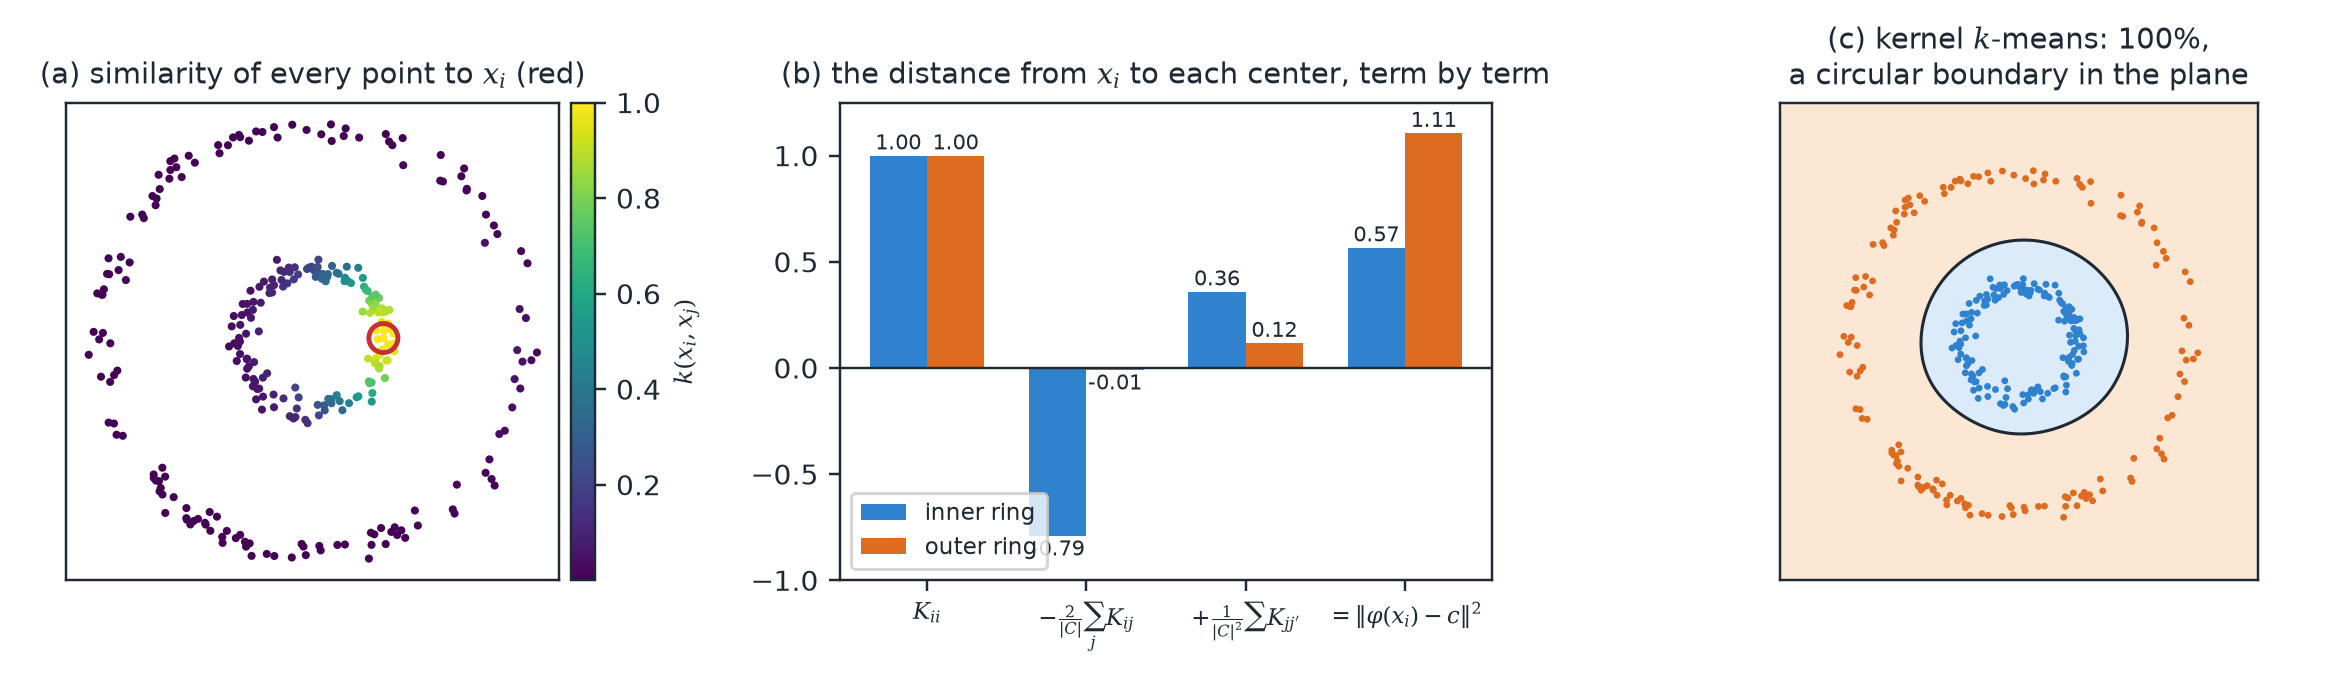 (a) similarity of every point to xᵢ (red)
1.0
0.8
0.6
0.4
0.2
k(xᵢ, xⱼ)
(b) the distance from xᵢ to each center, term by term
1.0
0.5
0.0
−0.5
−1.0
1.00
1.00
-0.01
0.79
0.36
0.12
0.57
1.11
inner ring
outer ring
Kᵢᵢ
−2/|C| ∑ⱼ Kᵢⱼ
+1/|C|² ∑Kⱼⱼ′
= ‖φ(xᵢ) − c‖²
(c) kernel k-means: 100%,
a circular boundary in the plane